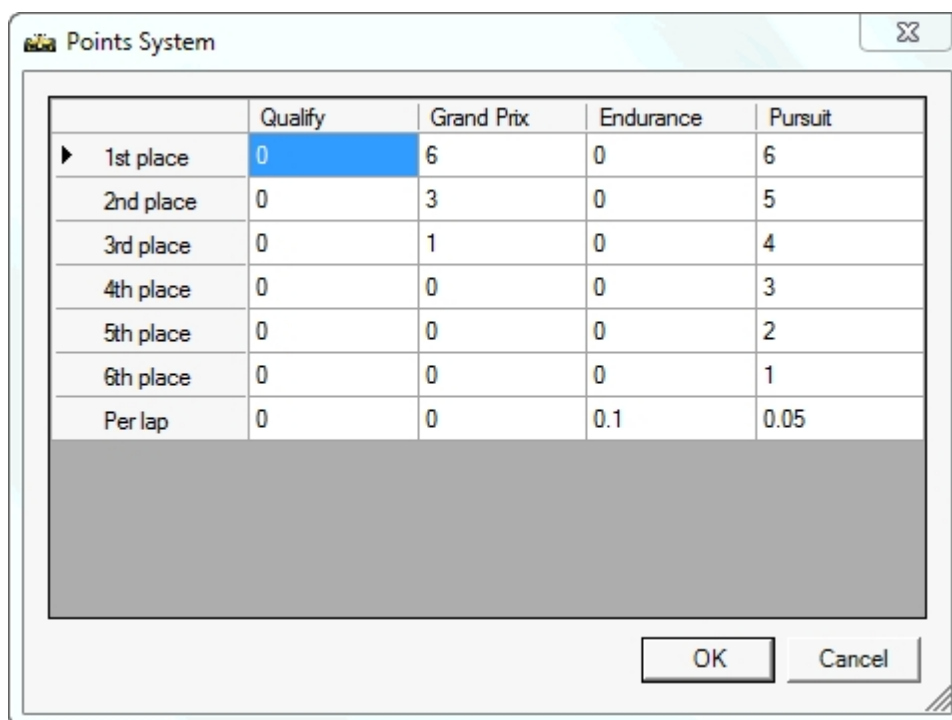 Points System
Qualify Grand Prix Endurance Pursuit
1st place 0 6 0 6
2nd place 0 3 0 5
3rd place 0 1 0 4
4th place 0 0 0 3
5th place 0 0 0 2
6th place 0 0 0 1
Per lap 0 0 0.1 0.05
OK Cancel